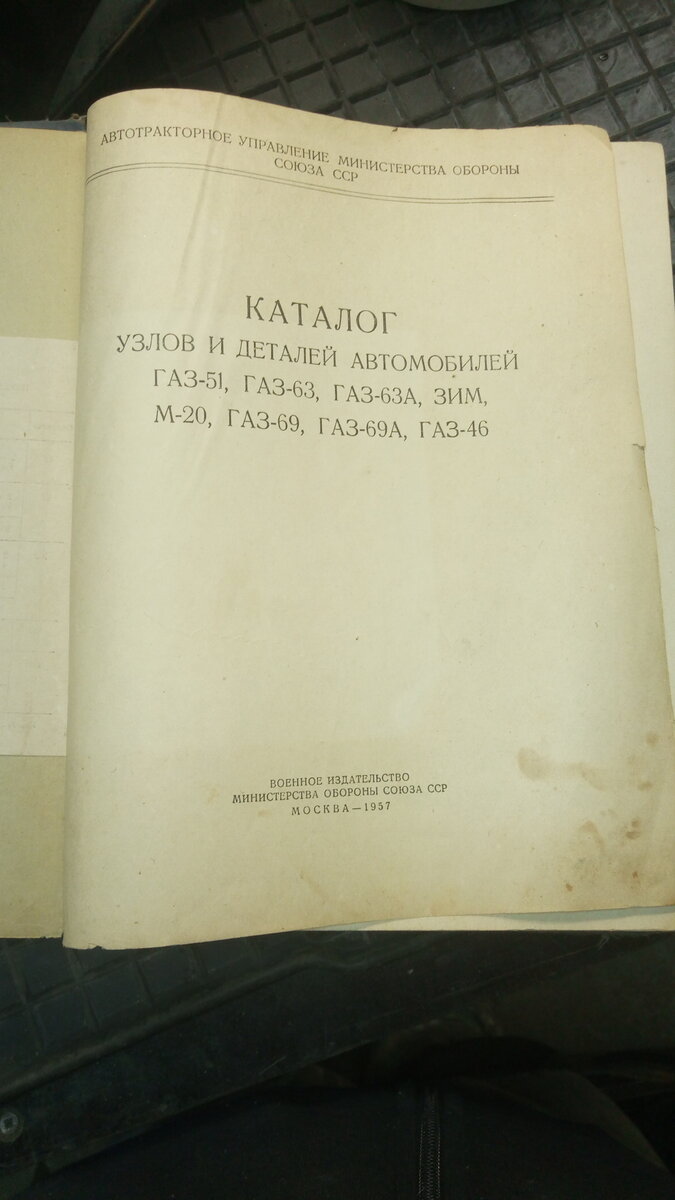 АВТОТРАКТОРНОЕ УПРАВЛЕНИЕ МИНИСТЕРСТВА ОБОРОНЫ
СОЮЗА ССР
КАТАЛОГ
УЗЛОВ И ДЕТАЛЕЙ АВТОМОБИЛЕЙ
ГАЗ-51, ГАЗ-63, ГАЗ-63А, ЗИМ,
М-20, ГАЗ-69, ГАЗ-69А, ГАЗ-46
ВОЕННОЕ ИЗДАТЕЛЬСТВО
МИНИСТЕРСТВА ОБОРОНЫ СОЮЗА ССР
МОСКВА—1957